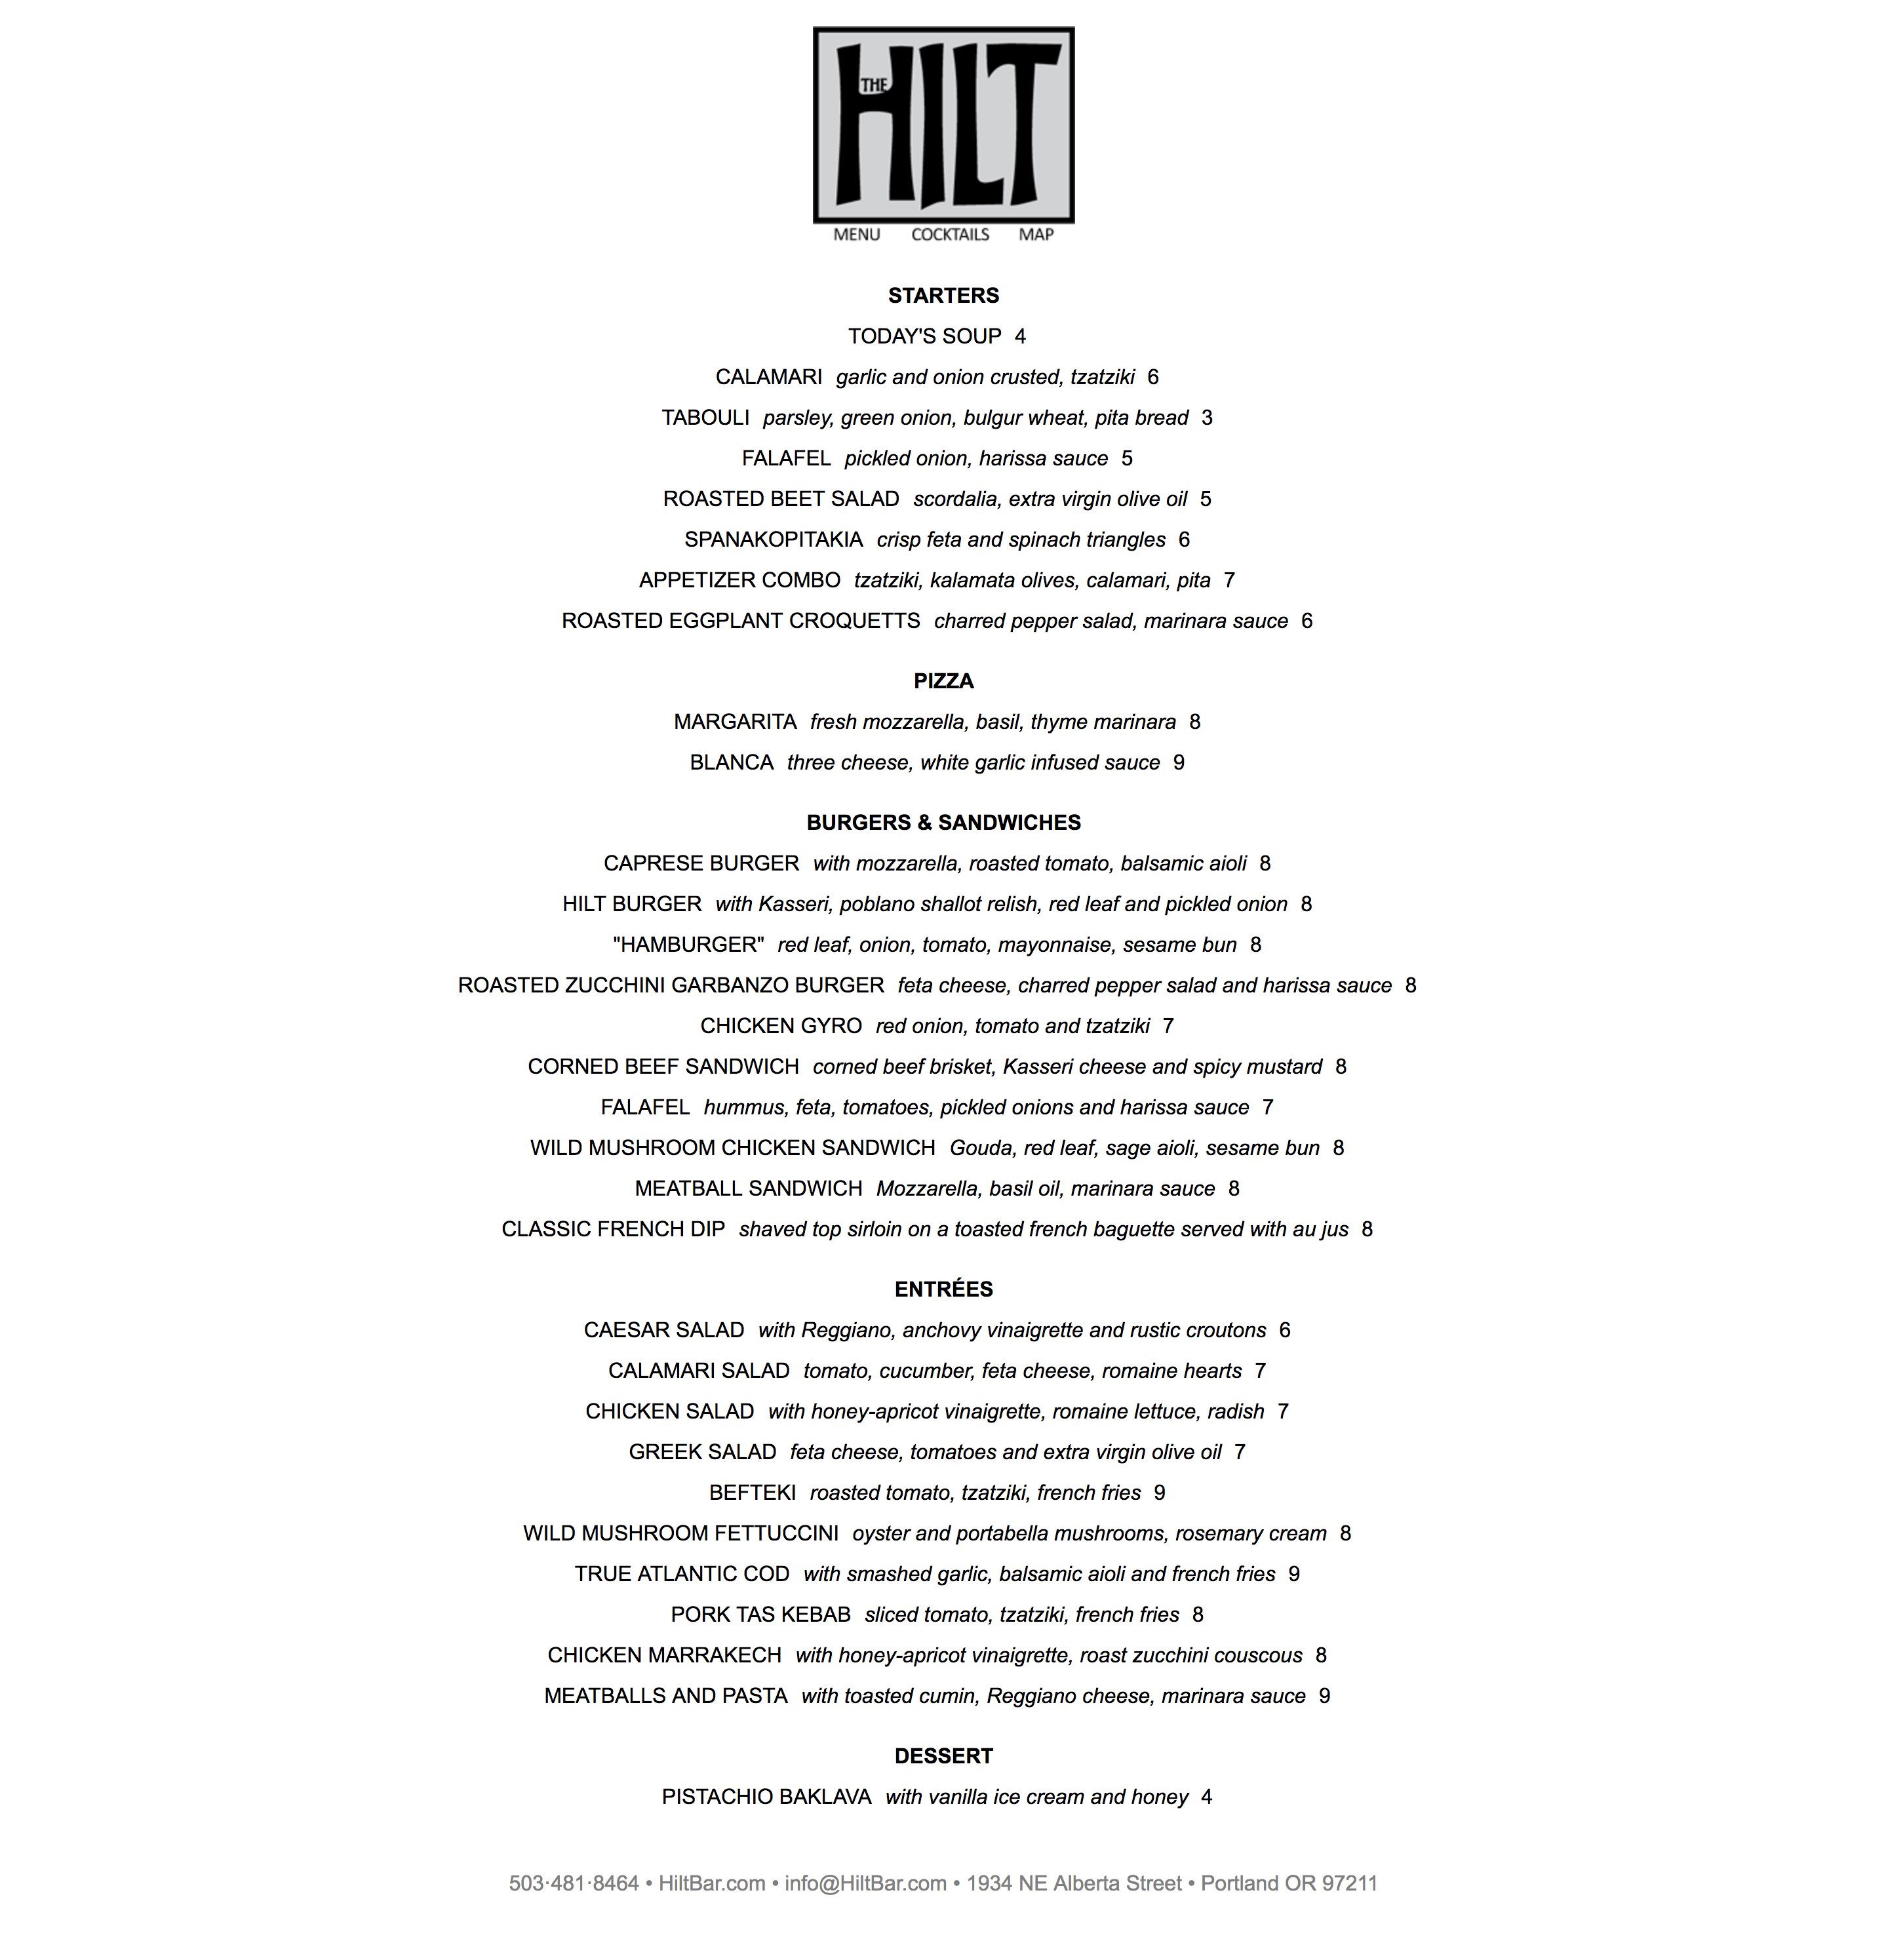 THE
HILT
MENU COCKTAILS MAP
STARTERS
TODAY'S SOUP 4
CALAMARI garlic and onion crusted, tzatziki 6
TABOULI parsley, green onion, bulgur wheat, pita bread 3
FALAFEL pickled onion, harissa sauce 5
ROASTED BEET SALAD scordalia, extra virgin olive oil 5
SPANAKOPITAKIA crisp feta and spinach triangles 6
APPETIZER COMBO tzatziki, kalamata olives, calamari, pita 7
ROASTED EGGPLANT CROQUETTS charred pepper salad, marinara sauce 6
PIZZA
MARGARITA fresh mozzarella, basil, thyme marinara 8
BLANCA three cheese, white garlic infused sauce 9
BURGERS & SANDWICHES
CAPRESE BURGER with mozzarella, roasted tomato, balsamic aioli 8
HILT BURGER with Kasseri, poblano shallot relish, red leaf and pickled onion 8
"HAMBURGER" red leaf, onion, tomato, mayonnaise, sesame bun 8
ROASTED ZUCCHINI GARBANZO BURGER feta cheese, charred pepper salad and harissa sauce 8
CHICKEN GYRO red onion, tomato and tzatziki 7
CORNED BEEF SANDWICH corned beef brisket, Kasseri cheese and spicy mustard 8
FALAFEL hummus, feta, tomatoes, pickled onions and harissa sauce 7
WILD MUSHROOM CHICKEN SANDWICH Gouda, red leaf, sage aioli, sesame bun 8
MEATBALL SANDWICH Mozzarella, basil oil, marinara sauce 8
CLASSIC FRENCH DIP shaved top sirloin on a toasted french baguette served with au jus 8
ENTRÉES
CAESAR SALAD with Reggiano, anchovy vinaigrette and rustic croutons 6
CALAMARI SALAD tomato, cucumber, feta cheese, romaine hearts 7
CHICKEN SALAD with honey-apricot vinaigrette, romaine lettuce, radish 7
GREEK SALAD feta cheese, tomatoes and extra virgin olive oil 7
BEFTEKI roasted tomato, tzatziki, french fries 9
WILD MUSHROOM FETTUCCINI oyster and portabella mushrooms, rosemary cream 8
TRUE ATLANTIC COD with smashed garlic, balsamic aioli and french fries 9
PORK TAS KEBAB sliced tomato, tzatziki, french fries 8
CHICKEN MARRAKECH with honey-apricot vinaigrette, roast zucchini couscous 8
MEATBALLS AND PASTA with toasted cumin, Reggiano cheese, marinara sauce 9
DESSERT
PISTACHIO BAKLAVA with vanilla ice cream and honey 4
503·481·8464 • HiltBar.com • info@HiltBar.com • 1934 NE Alberta Street • Portland OR 97211